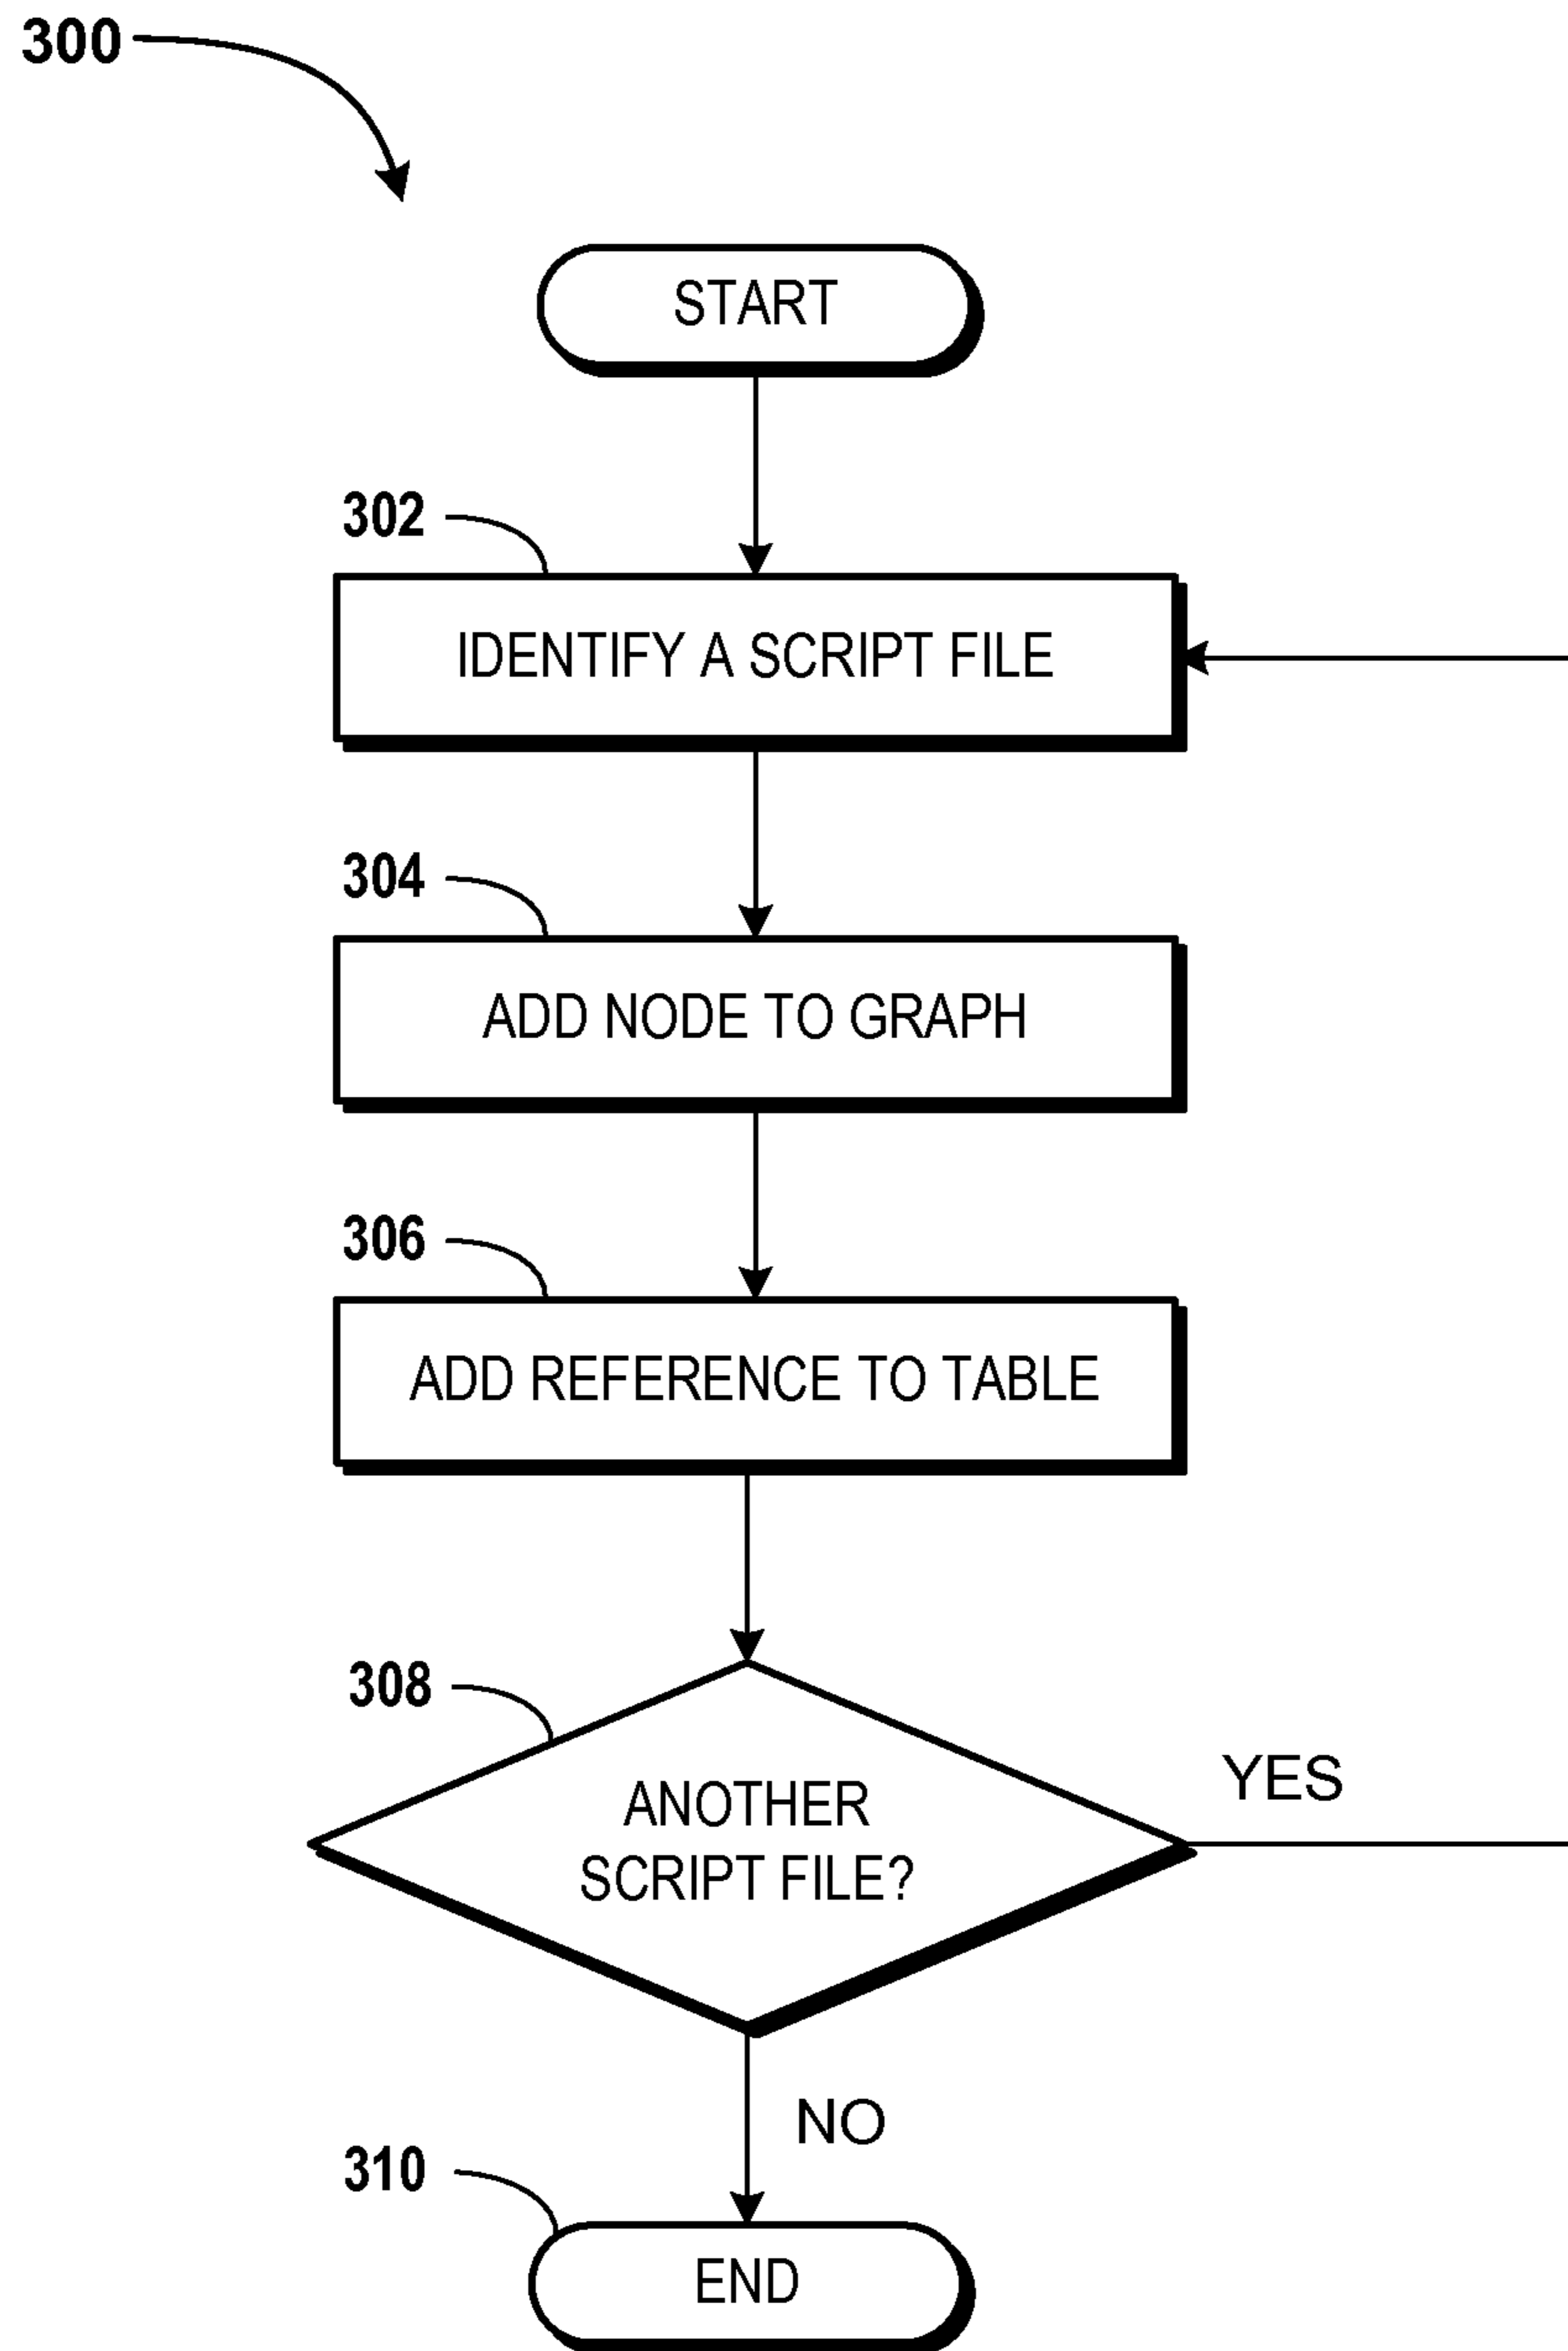 300
START
302
IDENTIFY A SCRIPT FILE
304
ADD NODE TO GRAPH
306
ADD REFERENCE TO TABLE
308
ANOTHER
SCRIPT FILE?
YES
NO
310
END